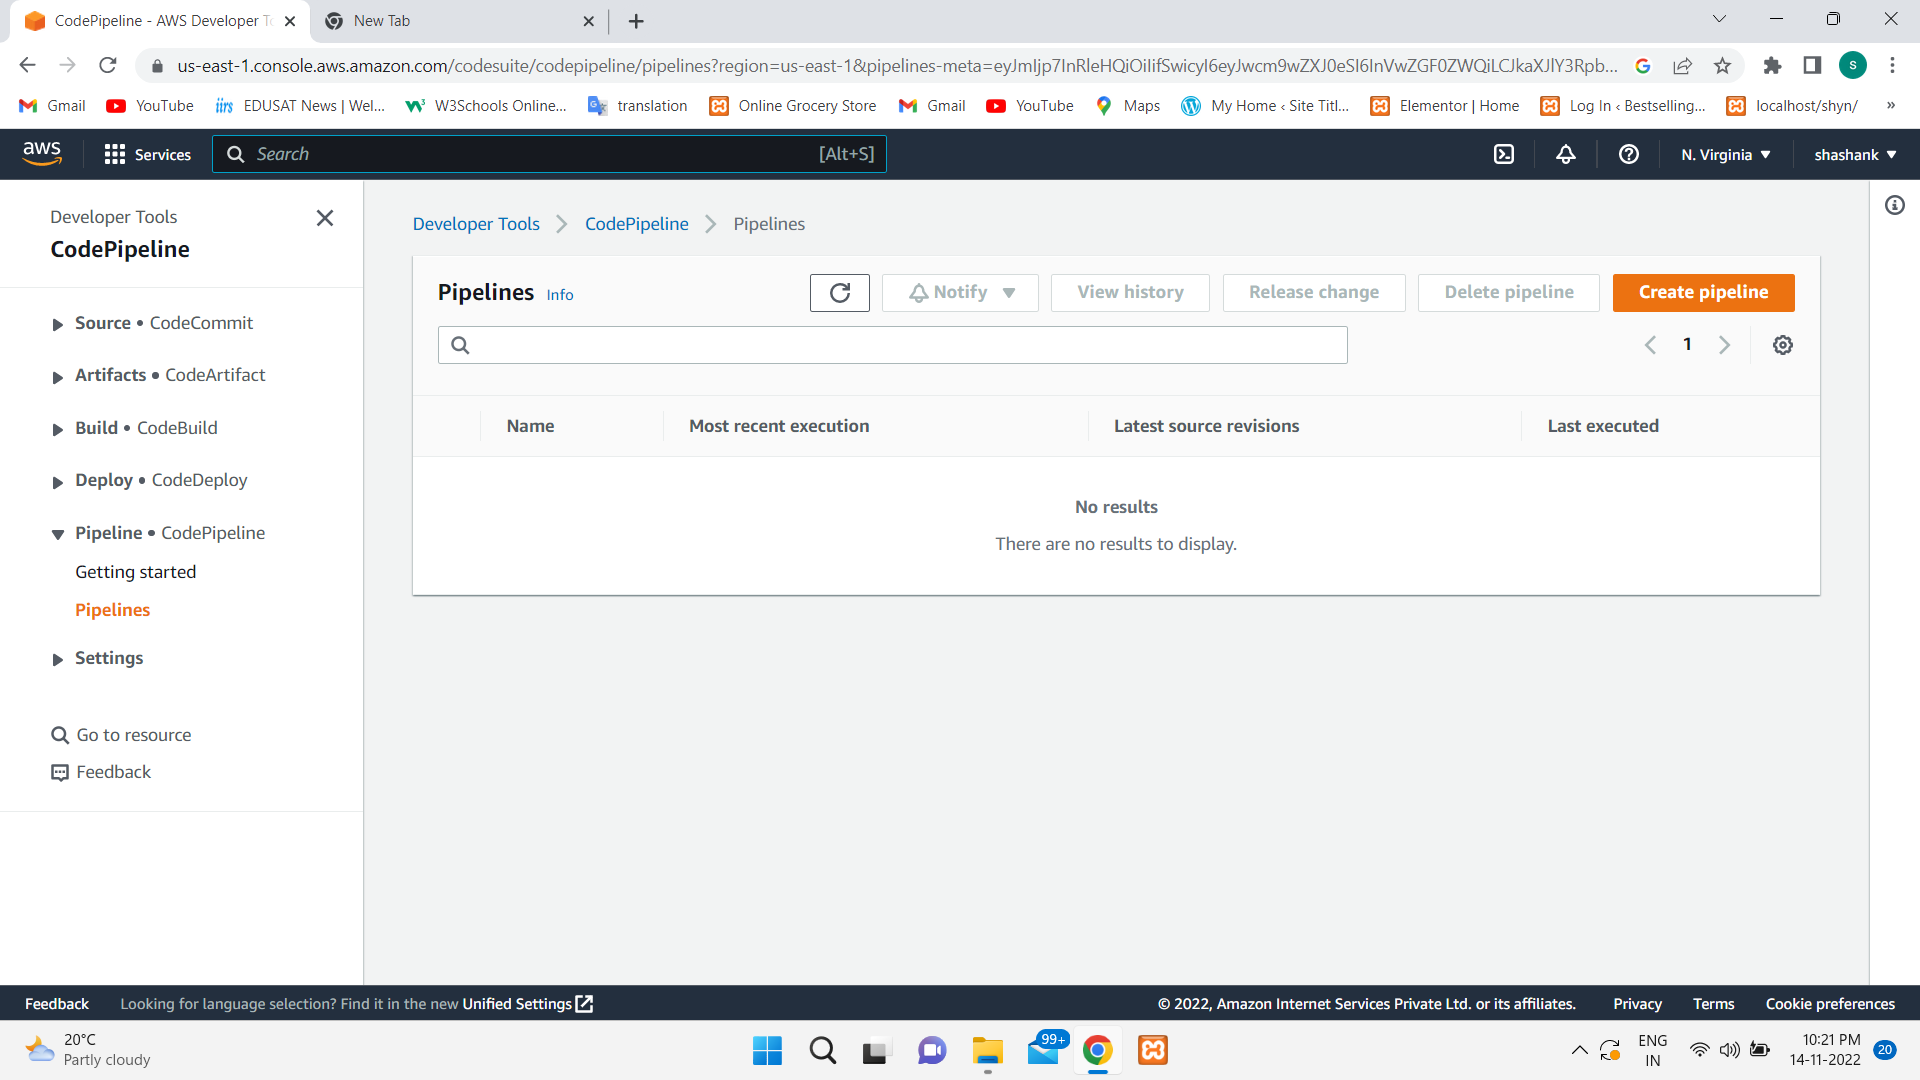 CodePipeline - AWS Developer To
New Tab
us-east-1.console.aws.amazon.com/codesuite/codepipeline/pipelines?region=us-east-1&pipelines-meta=eyJmIjp7InRleHQiOiIifSwicyI6eyJwcm9wZXJ0eSI6InVwZGF0ZWQiLCJkaXJlY3Rpb...
Gmail YouTube EDUSAT News | Wel... W3Schools Online... translation Online Grocery Store Gmail YouTube Maps My Home ‹ Site Titl... Elementor | Home Log In ‹ Bestselling... localhost/shyn/ »
aws Services Search [Alt+S] N. Virginia shashank
Developer Tools
CodePipeline
Source • CodeCommit
Artifacts • CodeArtifact
Build • CodeBuild
Deploy • CodeDeploy
Pipeline • CodePipeline
Getting started
Pipelines
Settings
Go to resource
Feedback
Developer Tools CodePipeline Pipelines
Pipelines Info Notify View history Release change Delete pipeline Create pipeline
1
Name Most recent execution Latest source revisions Last executed
No results
There are no results to display.
Feedback Looking for language selection? Find it in the new Unified Settings © 2022, Amazon Internet Services Private Ltd. or its affiliates. Privacy Terms Cookie preferences
20°C
Partly cloudy
99+
ENG
IN
10:21 PM
14-11-2022
20